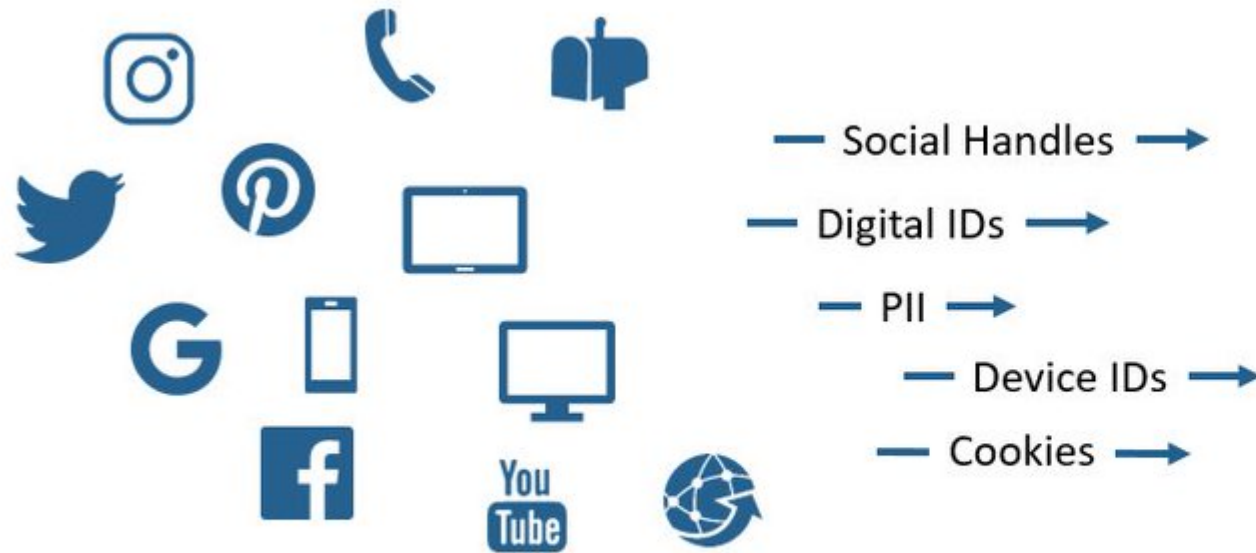 Social Handles
Digital IDs
PII
Device IDs
Cookies
You
Tube